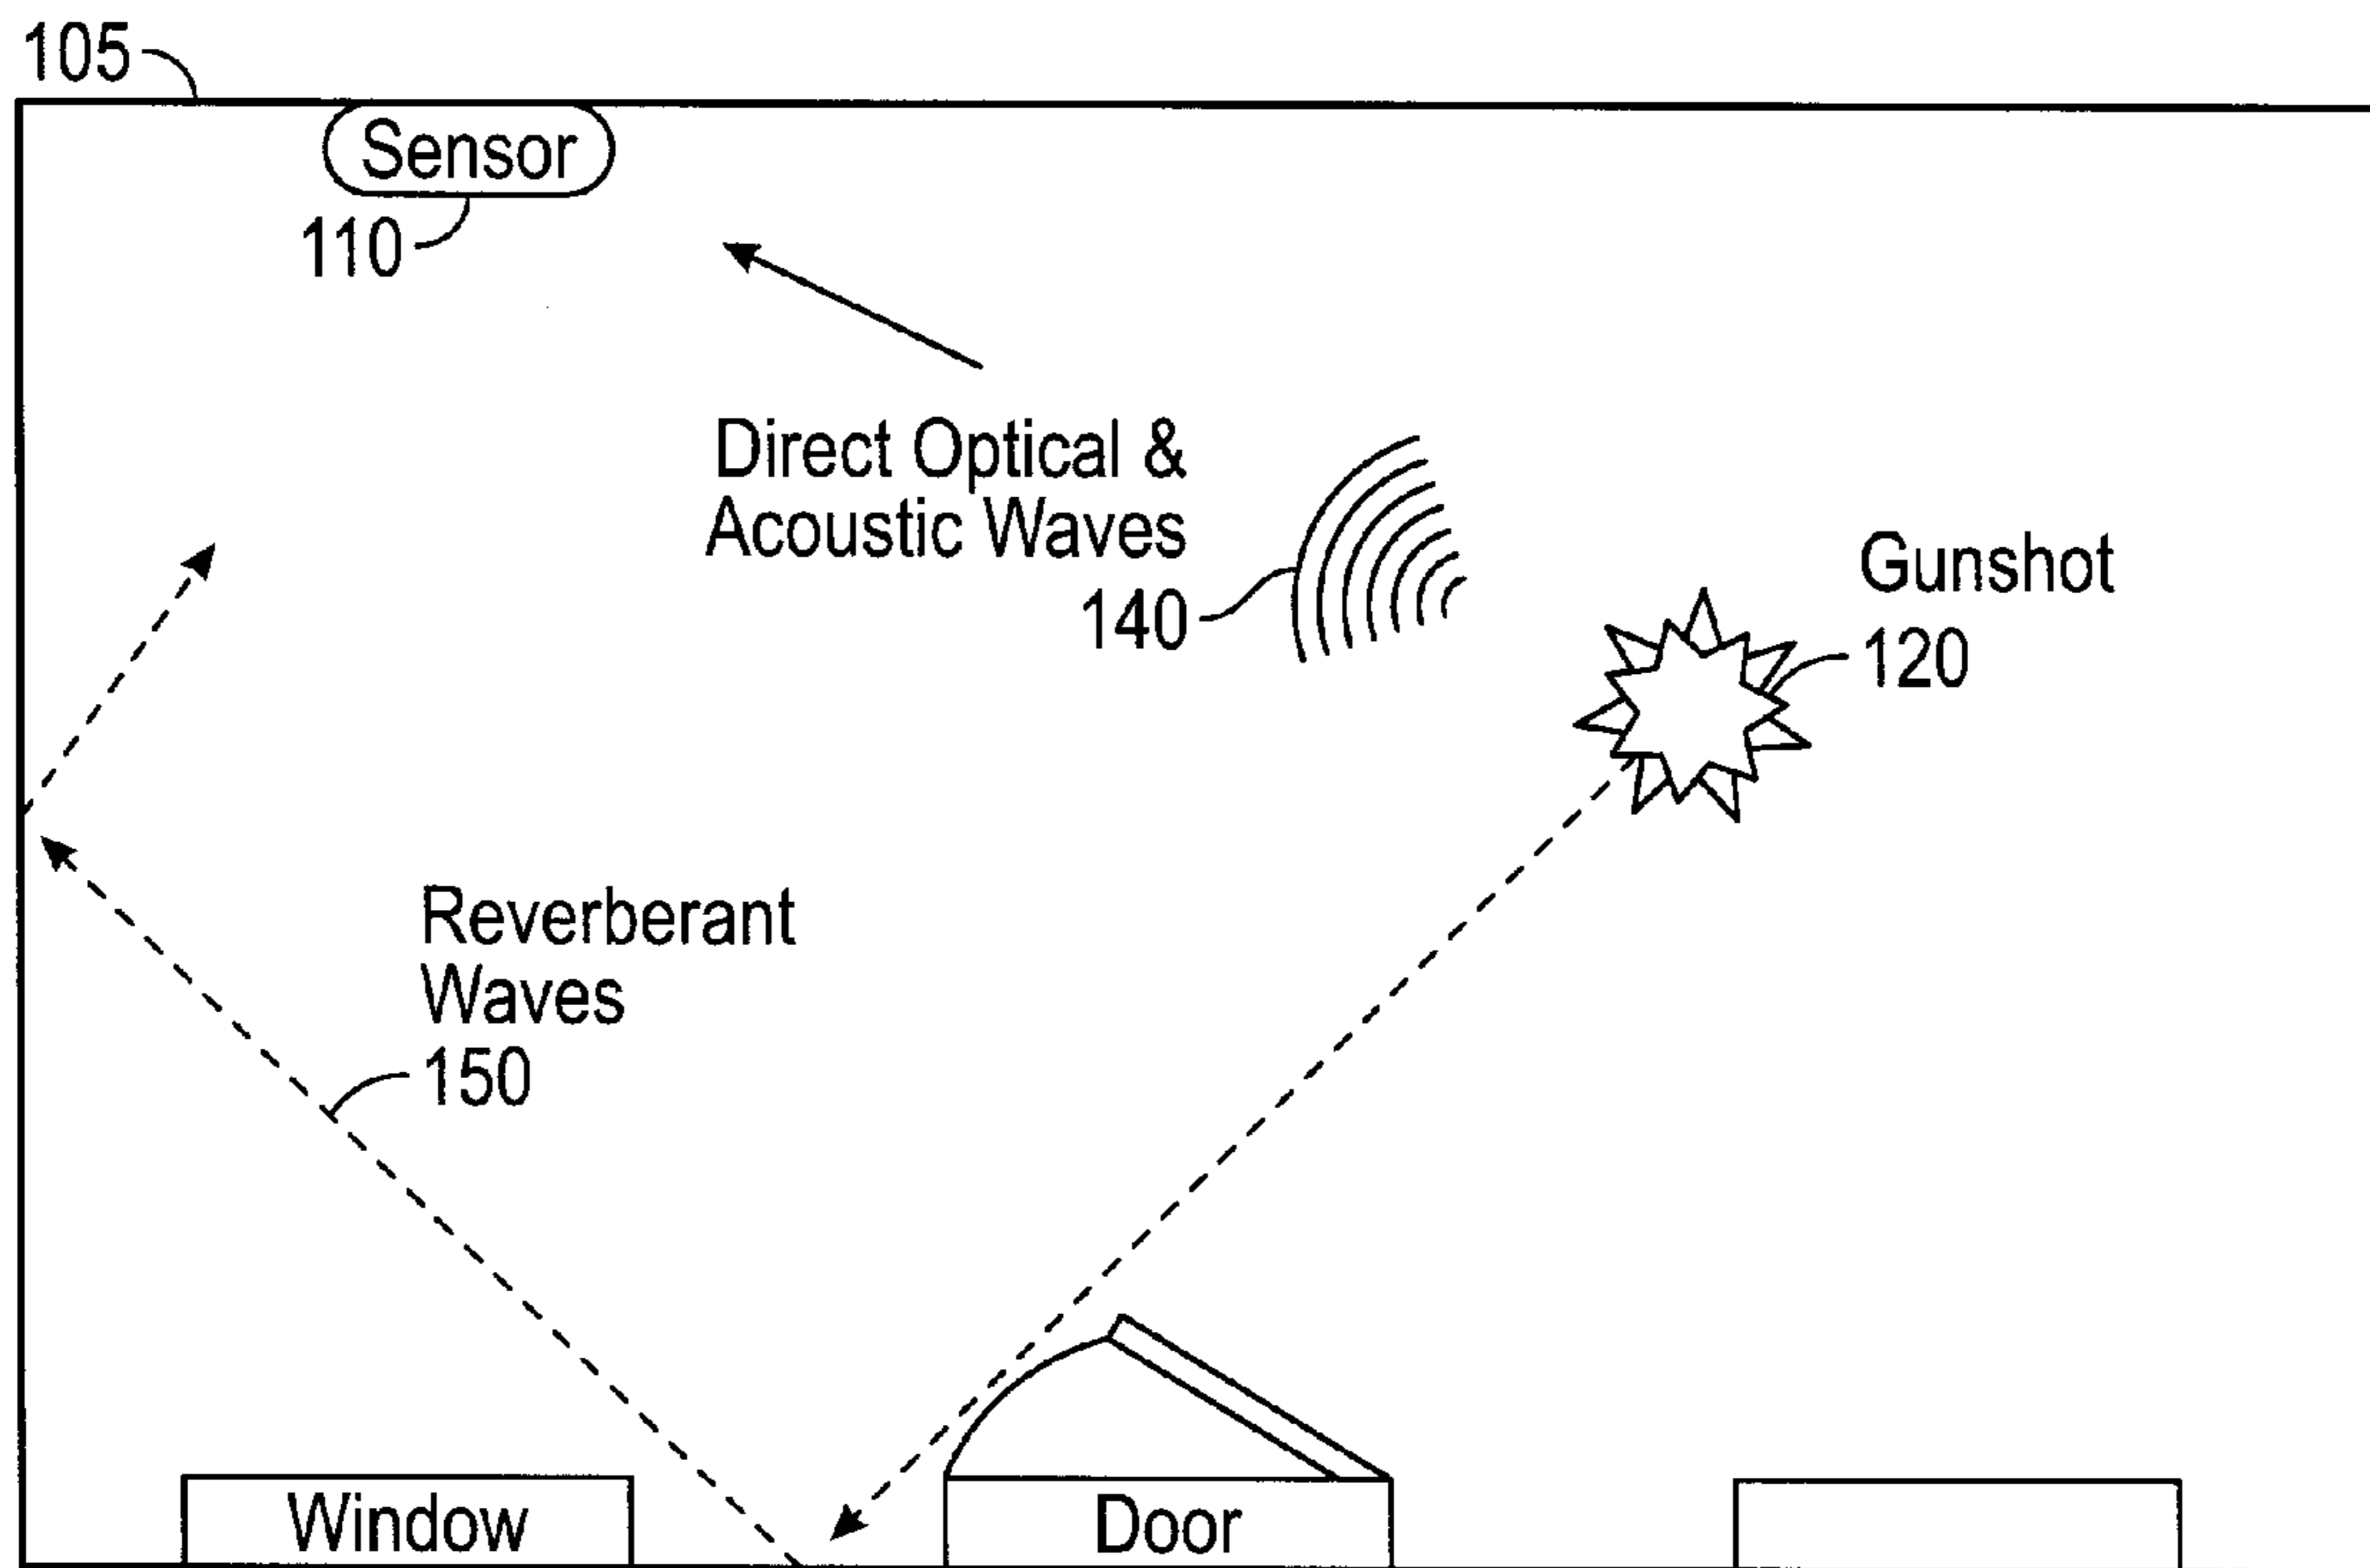 105
Sensor
110
Direct Optical &
Acoustic Waves
140
Gunshot
120
Reverberant
Waves
150
Window
Door